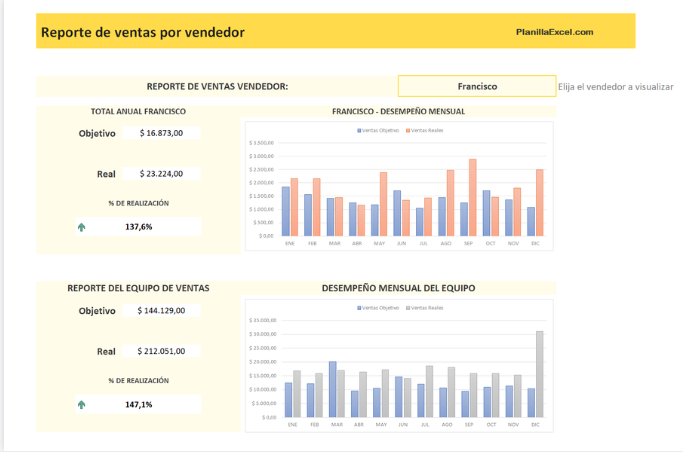 Reporte de ventas por vendedor
PlanillaExcel.com
REPORTE DE VENTAS VENDEDOR:
Francisco
Elija el vendedor a visualizar
TOTAL ANUAL FRANCISCO
Objetivo $ 16.873,00
Real $ 23.224,00
% DE REALIZACIÓN
137,6%
FRANCISCO - DESEMPEÑO MENSUAL
Ventas Objetivo Ventas Reales
$ 3.500,00
$ 3.000,00
$ 2.500,00
$ 2.000,00
$ 1.500,00
$ 1.000,00
$ 500,00
$ 0,00
ENE FEB MAR ABR MAY JUN JUL AGO SEP OCT NOV DIC
REPORTE DEL EQUIPO DE VENTAS
Objetivo $ 144.129,00
Real $ 212.051,00
% DE REALIZACIÓN
147,1%
DESEMPEÑO MENSUAL DEL EQUIPO
Ventas Objetivo Ventas Reales
$ 35.000,00
$ 30.000,00
$ 25.000,00
$ 20.000,00
$ 15.000,00
$ 10.000,00
$ 5.000,00
$ 0,00
ENE FEB MAR ABR MAY JUN JUL AGO SEP OCT NOV DIC